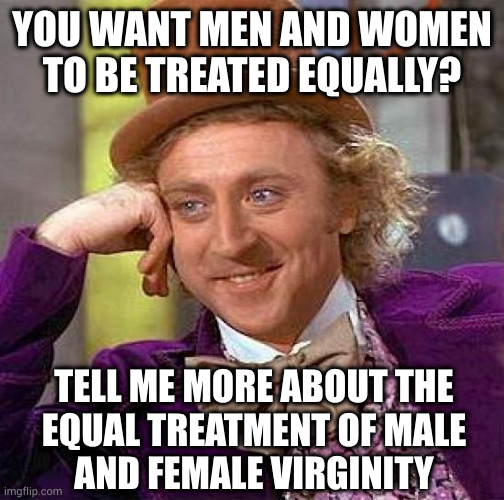 YOU WANT MEN AND WOMEN
TO BE TREATED EQUALLY?
TELL ME MORE ABOUT THE
EQUAL TREATMENT OF MALE
AND FEMALE VIRGINITY
imgflip.com